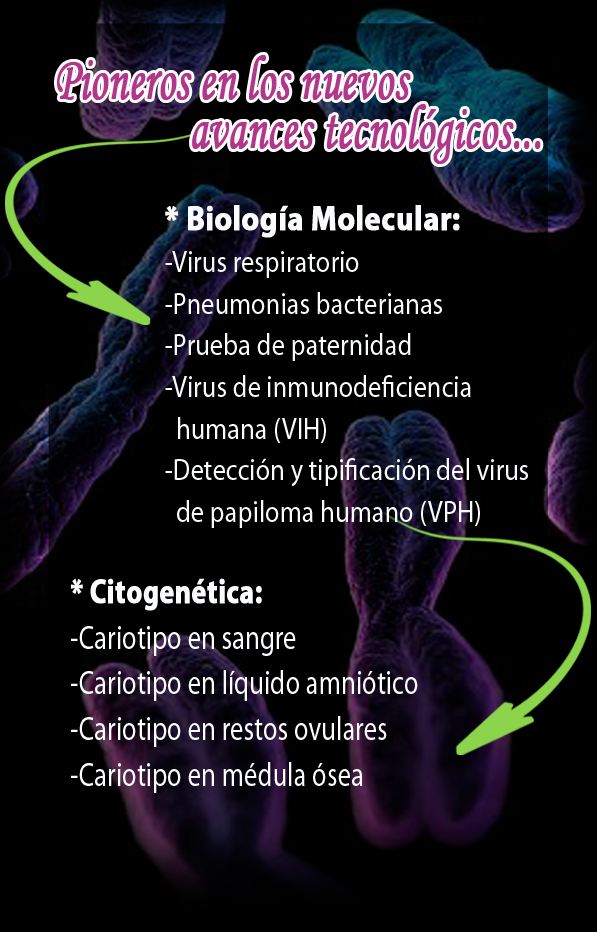 Pioneros en los nuevos
avances tecnológicos...
* Biología Molecular:
-Virus respiratorio
-Pneumonias bacterianas
-Prueba de paternidad
-Virus de inmunodeficiencia
humana (VIH)
-Detección y tipificación del virus
de papiloma humano (VPH)
* Citogenética:
-Cariotipo en sangre
-Cariotipo en líquido amniótico
-Cariotipo en restos ovulares
-Cariotipo en médula ósea